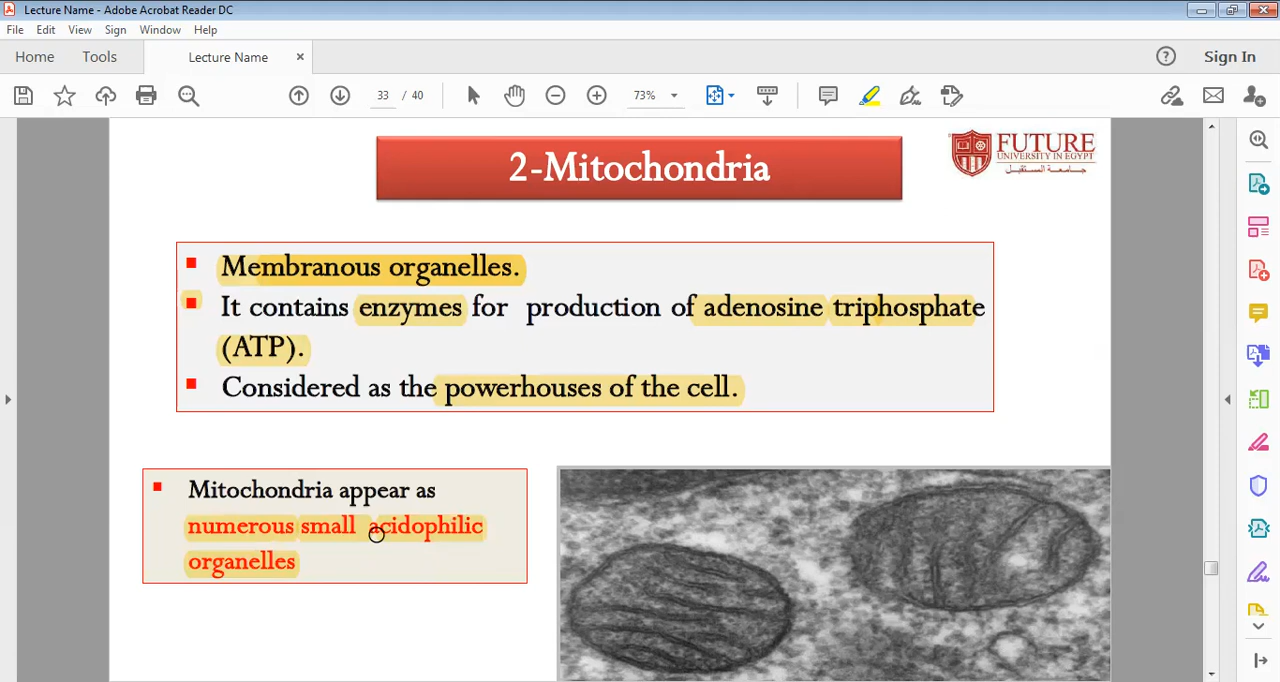 Lecture Name - Adobe Acrobat Reader DC
File Edit View Sign Window Help
Home Tools Lecture Name × ? Sign In
33 / 40 73%
2-Mitochondria
FUTURE
UNIVERSITY IN EGYPT
جامعة المستقبل
Membranous organelles.
It contains enzymes for production of adenosine triphosphate
(ATP).
Considered as the powerhouses of the cell.
Mitochondria appear as
numerous small acidophilic
organelles